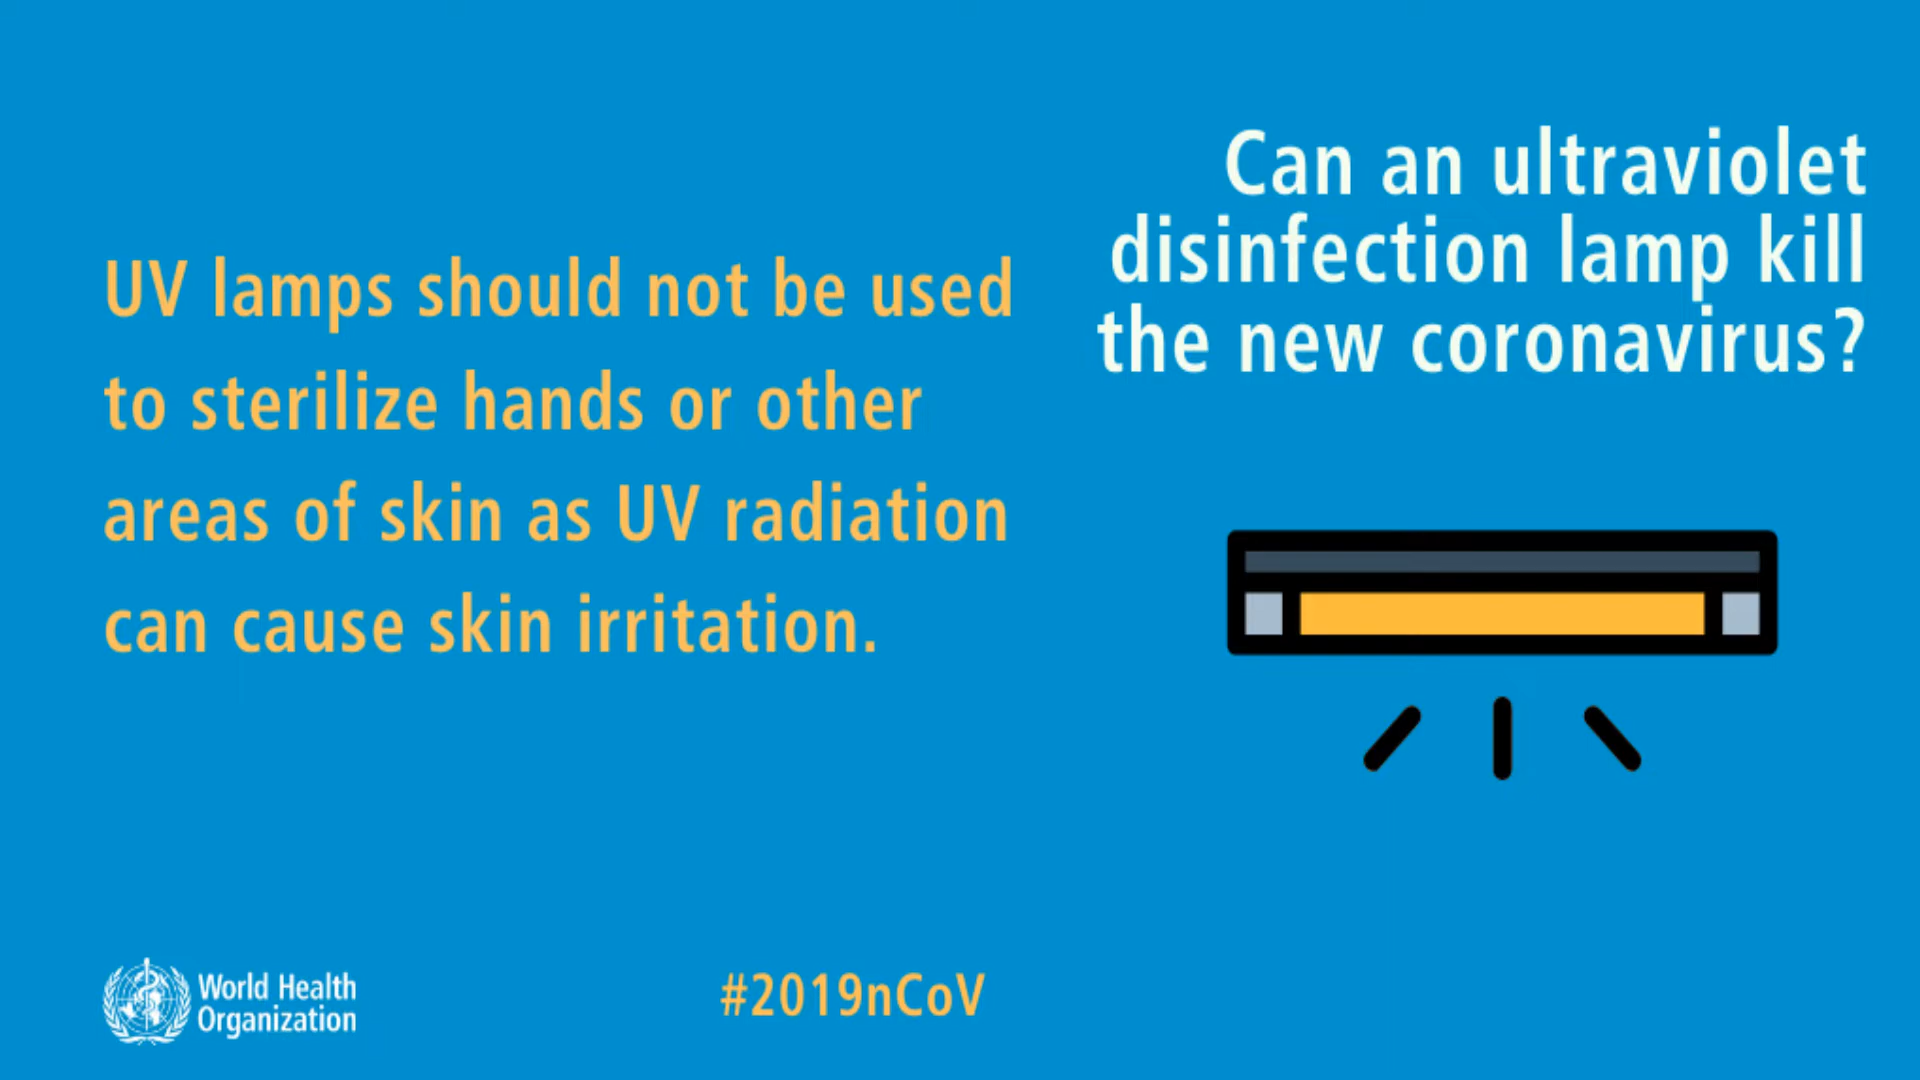 Can an ultraviolet
disinfection lamp kill
the new coronavirus?
UV lamps should not be used
to sterilize hands or other
areas of skin as UV radiation
can cause skin irritation.
World Health
Organization
#2019nCoV